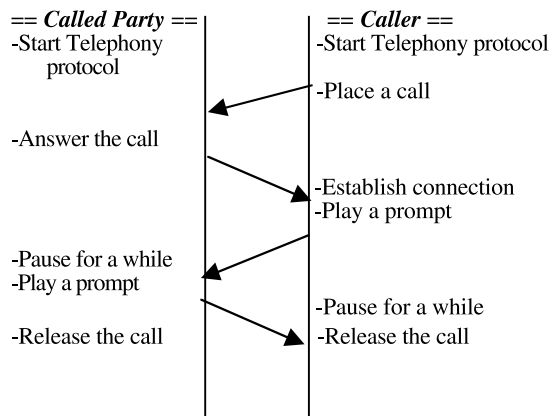 == Called Party ==
-Start Telephony
protocol
-Answer the call
-Pause for a while
-Play a prompt
-Release the call
== Caller ==
-Start Telephony protocol
-Place a call
-Establish connection
-Play a prompt
-Pause for a while
-Release the call